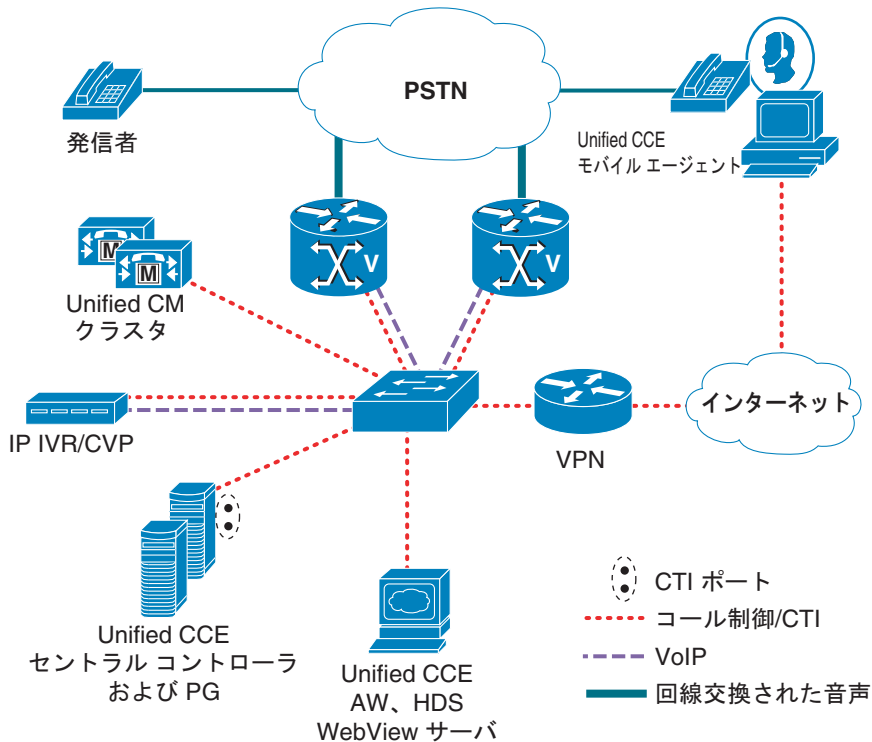 PSTN
発信者
Unified CCE
モバイル エージェント
V
V
M
M
Unified CM
クラスタ
IP IVR/CVP
VPN
インターネット
Unified CCE
セントラル コントローラ
および PG
Unified CCE
AW、HDS
WebView サーバ
CTI ポート
コール制御/CTI
VoIP
回線交換された音声